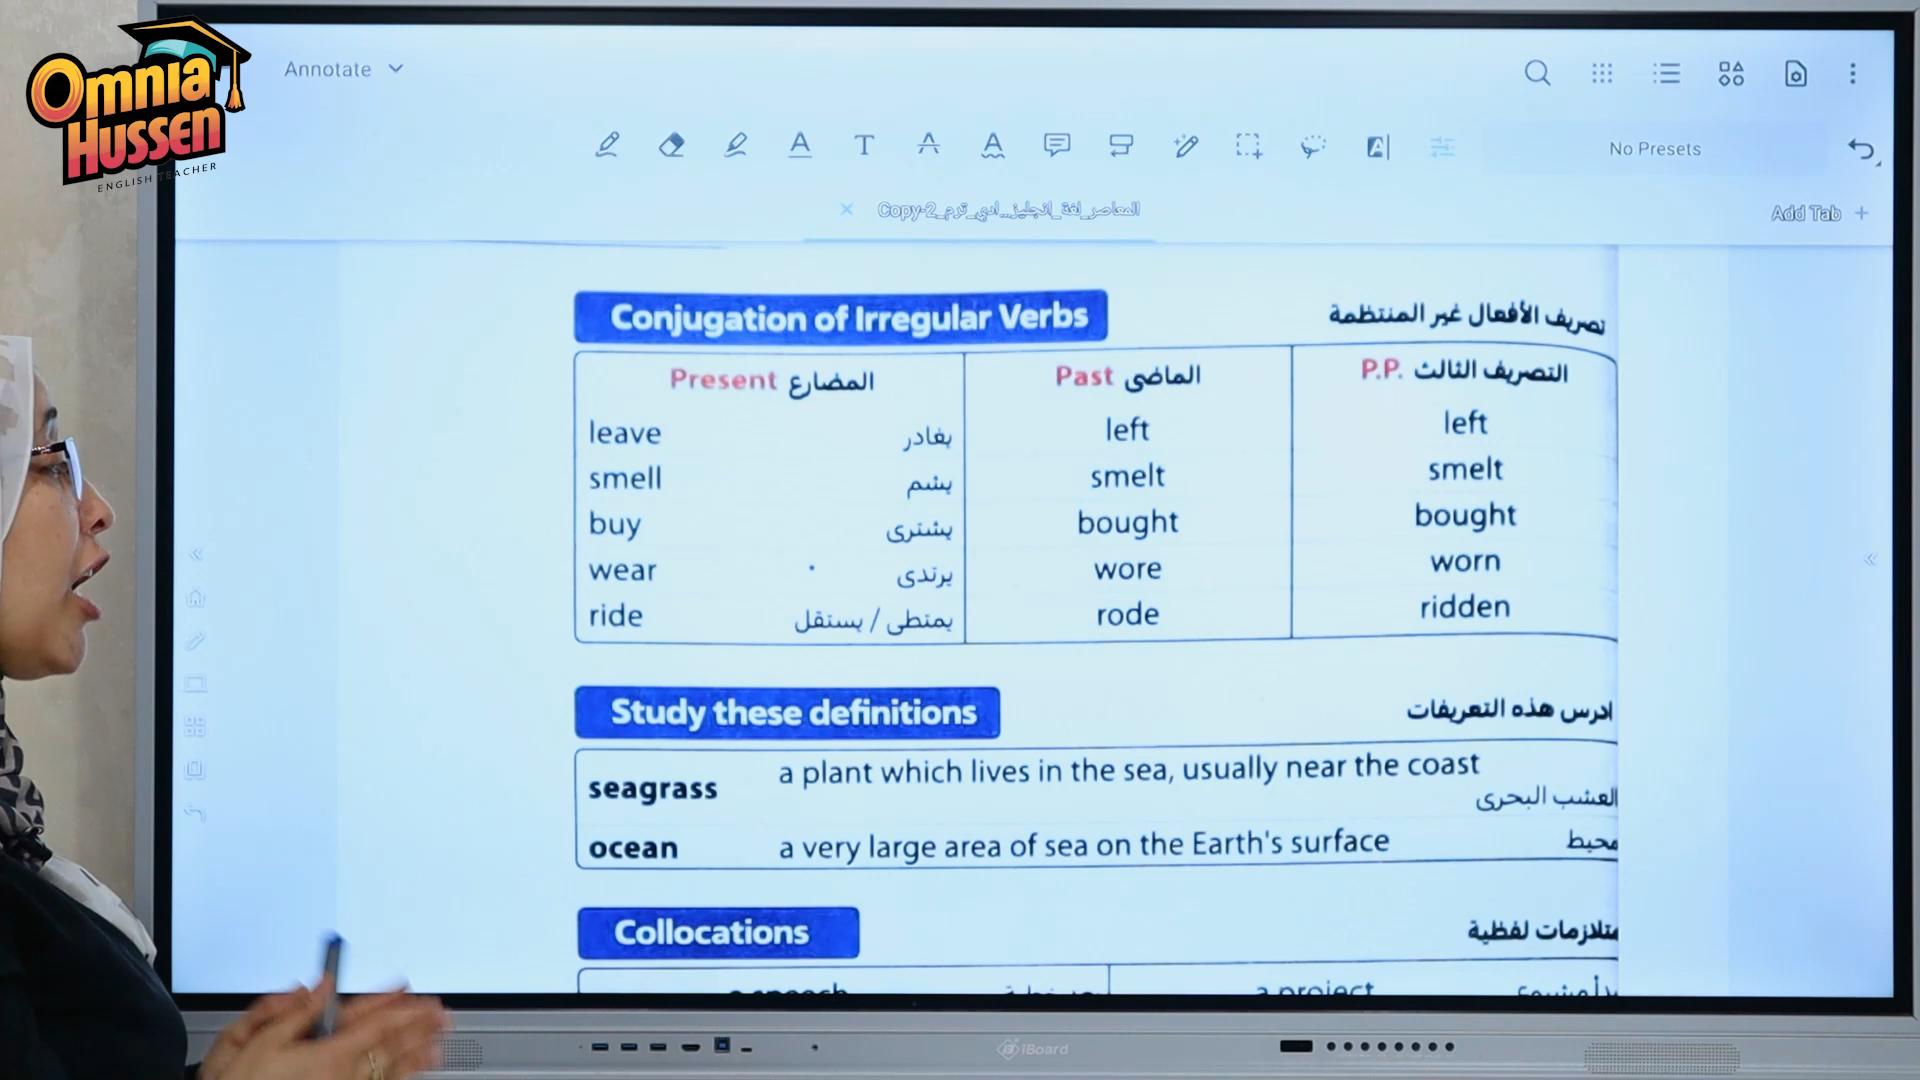 Omnia
Hussen
ENGLISH TEACHER
Annotate
No Presets
المعاصر_لغة_إنجليز...ادي_ترم_2-Copy
Add Tab
Conjugation of Irregular Verbs تصريف الأفعال غير المنتظمة
Present المضارع Past الماضى P.P. التصريف الثالث
leave يغادر left left
smell يشم smelt smelt
buy يشترى bought bought
wear يرتدى wore worn
ride يمتطى / يستقل rode ridden
Study these definitions ادرس هذه التعريفات
seagrass a plant which lives in the sea, usually near the coast
العشب البحرى
ocean a very large area of sea on the Earth's surface محيط
Collocations متلازمات لفظية
a speech a project
iBoard